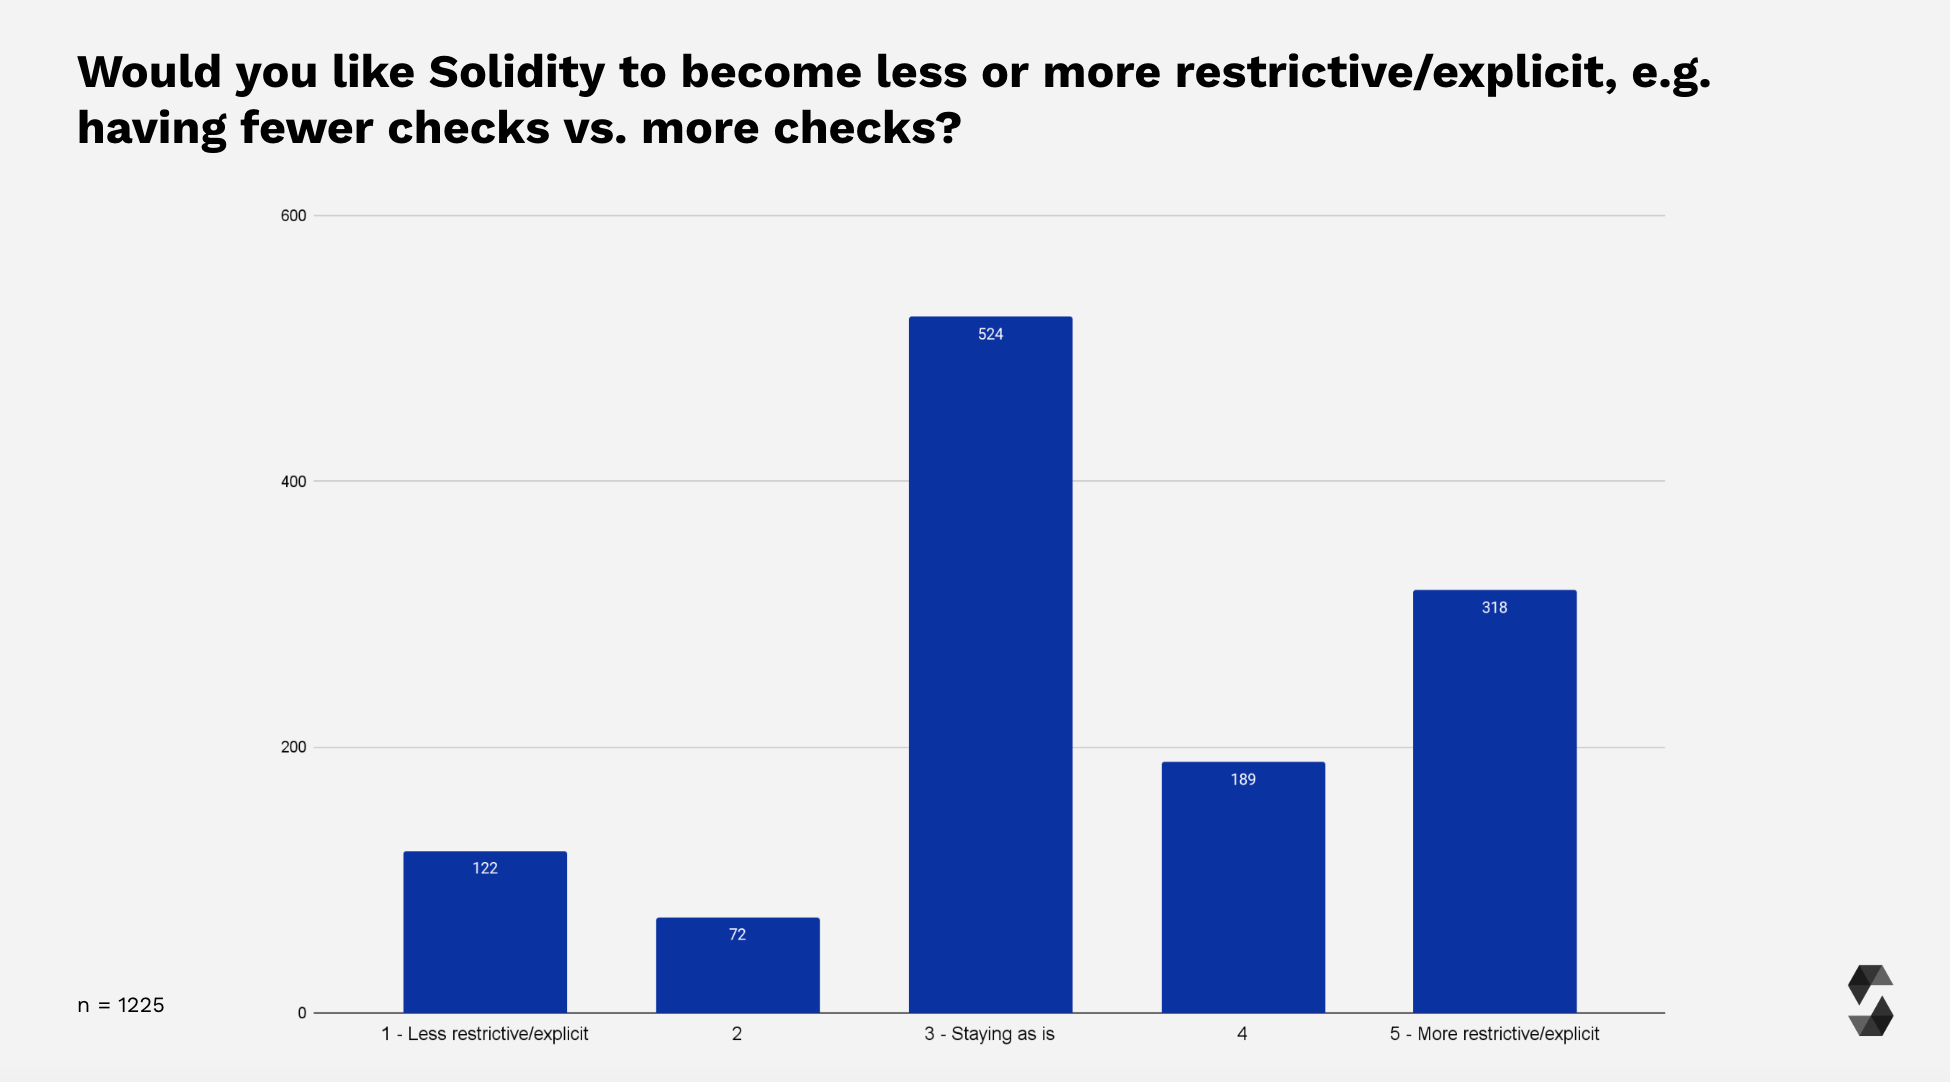 Would you like Solidity to become less or more restrictive/explicit, e.g.
having fewer checks vs. more checks?
600
524
400
318
200
189
122
72
n = 1225
0
1 - Less restrictive/explicit
2
3 - Staying as is
4
5 - More restrictive/explicit